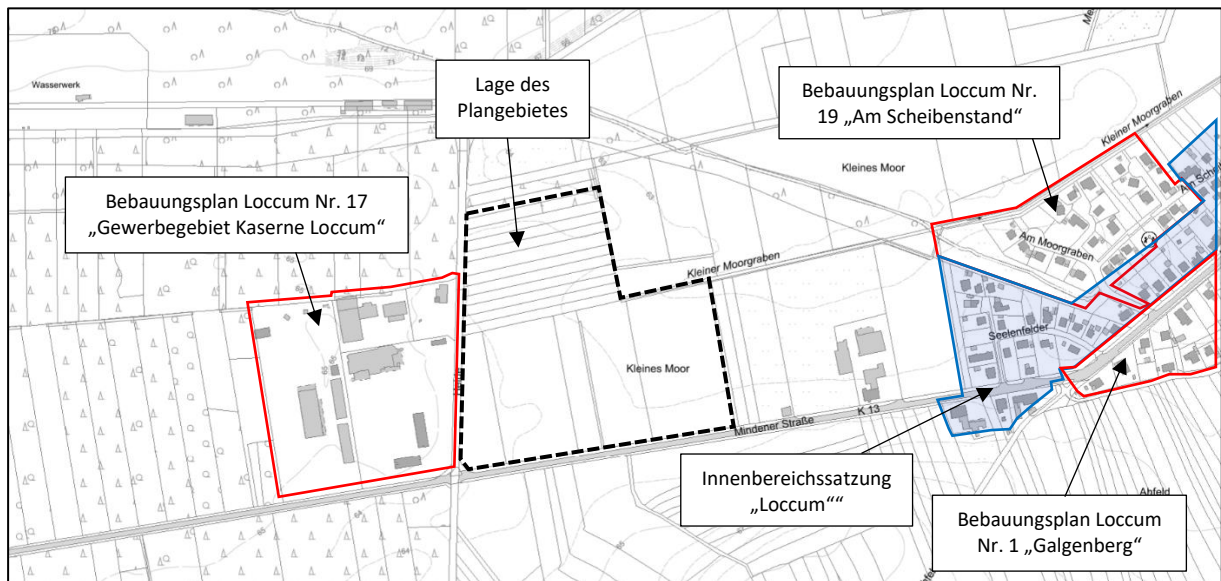 Wasserwerk
Lage des
Plangebietes
Bebauungsplan Loccum Nr.
19 „Am Scheibenstand“
Kleiner Moorgraben
Kleines Moor
Bebauungsplan Loccum Nr. 17
„Gewerbegebiet Kaserne Loccum“
Am Moorgraben
Kleiner Moorgraben
Seelenfelder
Kleines Moor
K 13
Mindener Straße
Innenbereichssatzung
„Loccum““
Ahfeld
Bebauungsplan Loccum
Nr. 1 „Galgenberg“